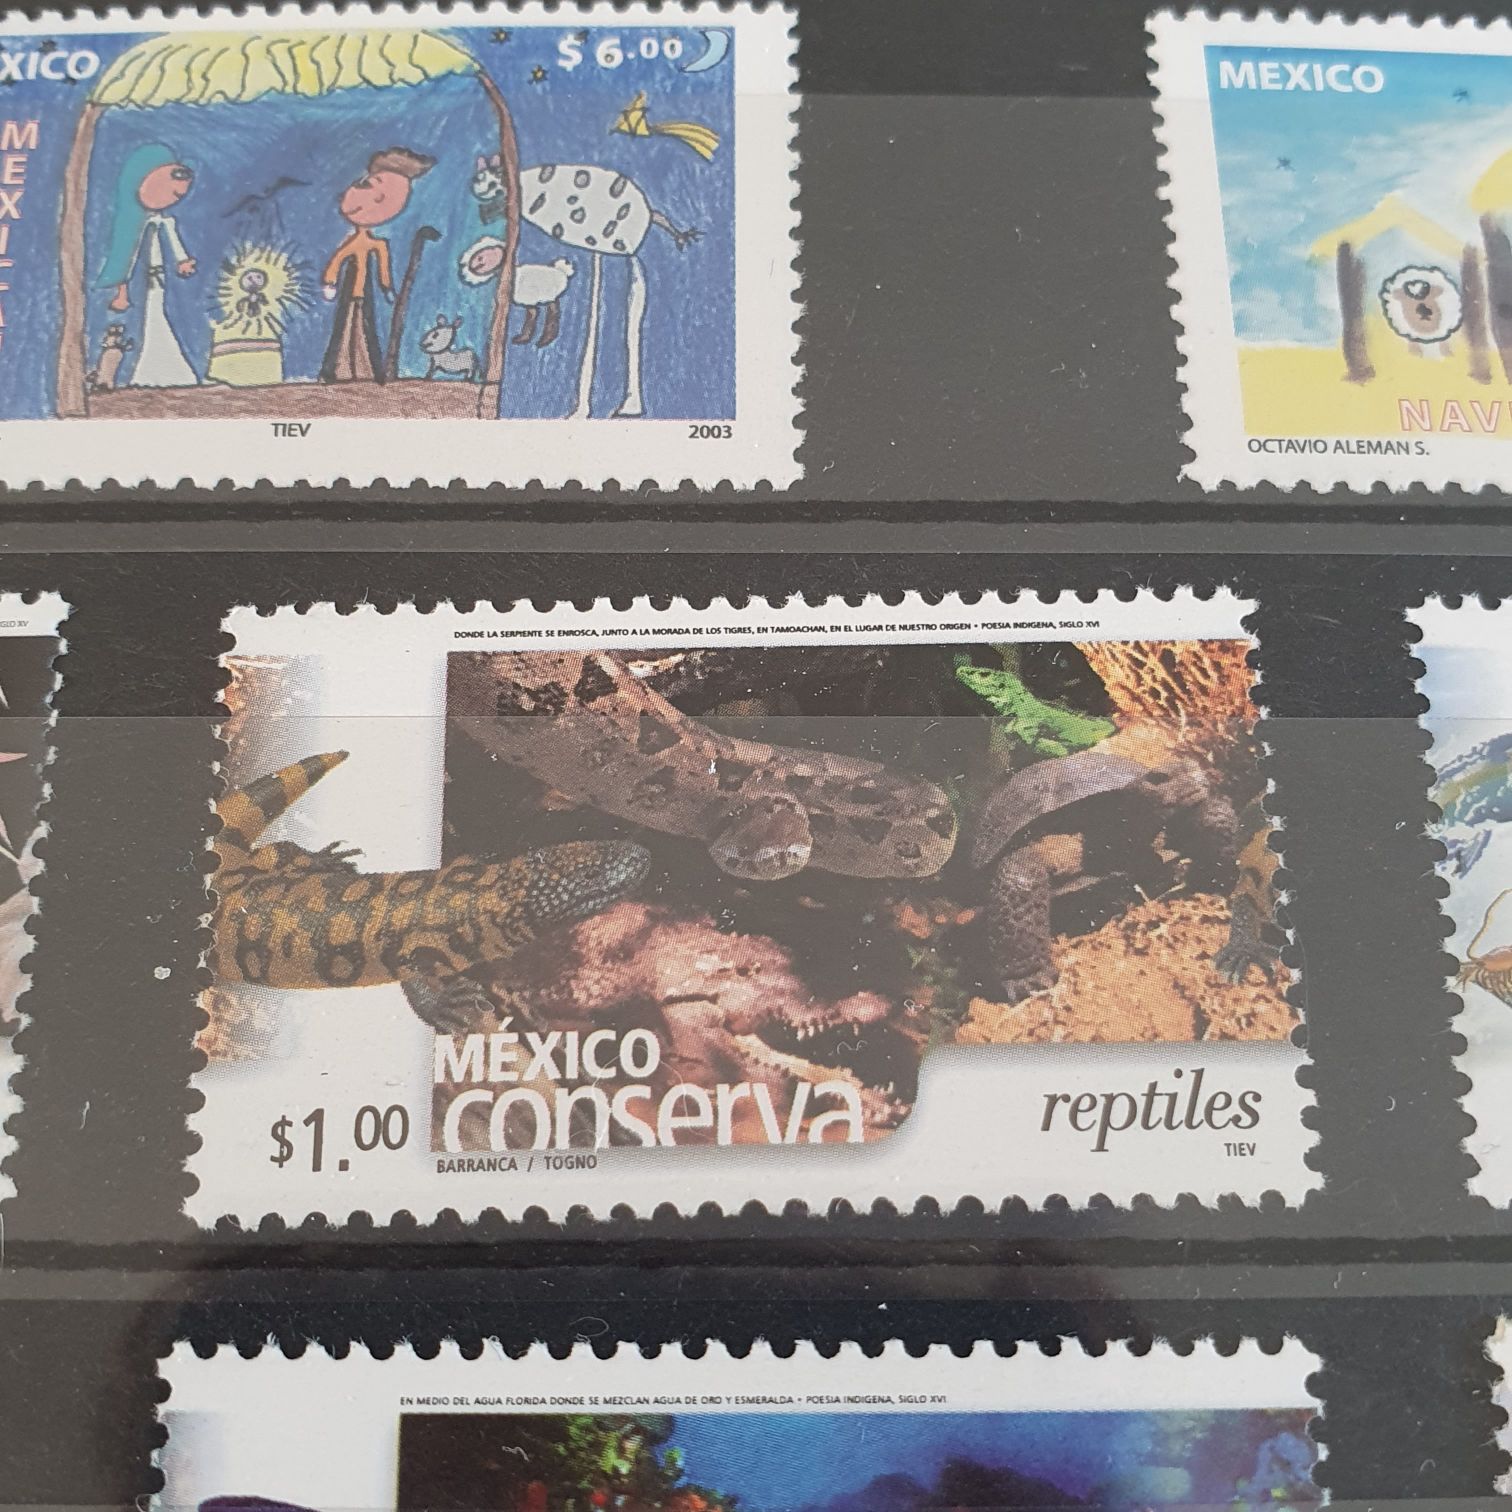 XICO
$ 6.00
MEXI
TIEV
2003
MEXICO
NAV
OCTAVIO ALEMAN S.
SIGLO XV
DONDE LA SERPIENTE SE ENROSCA, JUNTO A LA MORADA DE LOS TIGRES, EN TAMOACHAN, EN EL LUGAR DE NUESTRO ORIGEN • POESIA INDIGENA, SIGLO XVI
MÉXICO
conserva
$1.00
reptiles
BARRANCA / TOGNO
TIEV
EN MEDIO DEL AGUA FLORIDA DONDE SE MEZCLAN AGUA DE ORO Y ESMERALDA • POESIA INDIGENA, SIGLO XVI